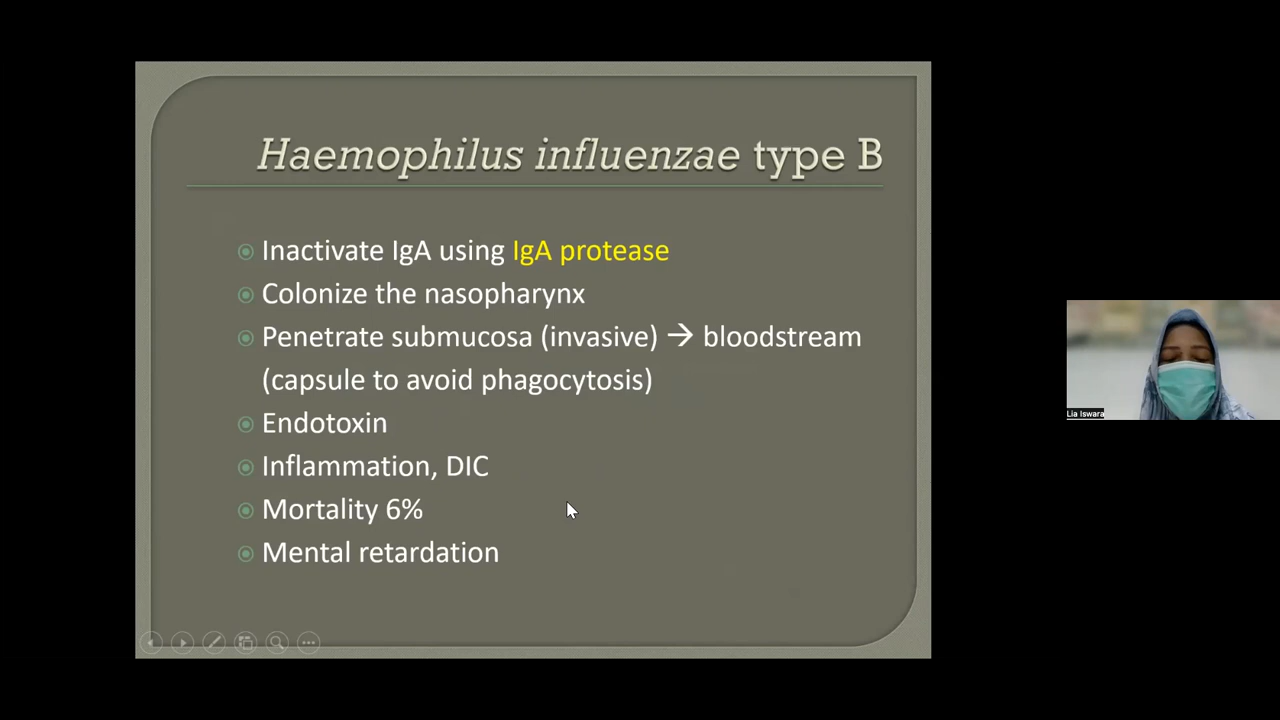 Haemophilus influenzae type B
Inactivate IgA using IgA protease
Colonize the nasopharynx
Penetrate submucosa (invasive) → bloodstream
(capsule to avoid phagocytosis)
Endotoxin
Inflammation, DIC
Mortality 6%
Mental retardation
Lia Iswara